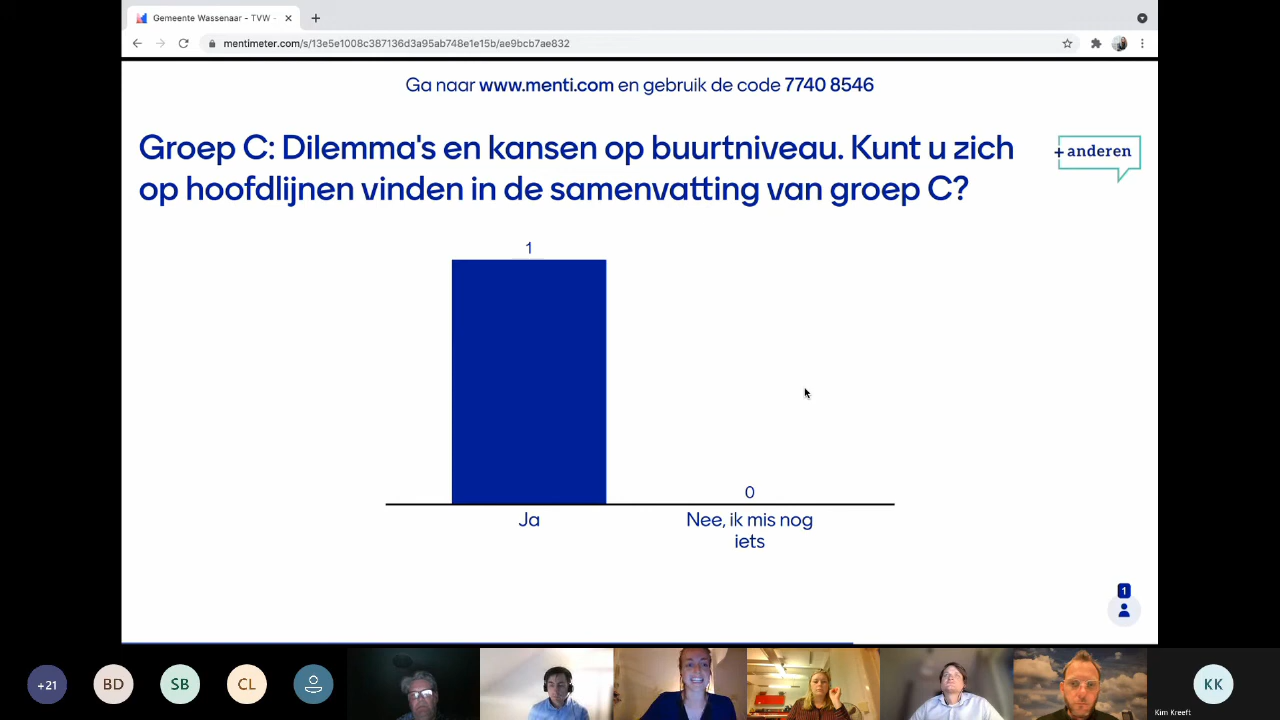 Gemeente Wassenaar - TVW -
mentimeter.com/s/13e5e1008c387136d3a95ab748e1e15b/ae9bcb7ae832
Ga naar www.menti.com en gebruik de code 7740 8546
Groep C: Dilemma's en kansen op buurtniveau. Kunt u zich
op hoofdlijnen vinden in de samenvatting van groep C?
+anderen
1
0
Ja
Nee, ik mis nog
iets
1
+21
BD
SB
CL
KK
Kim Kreeft